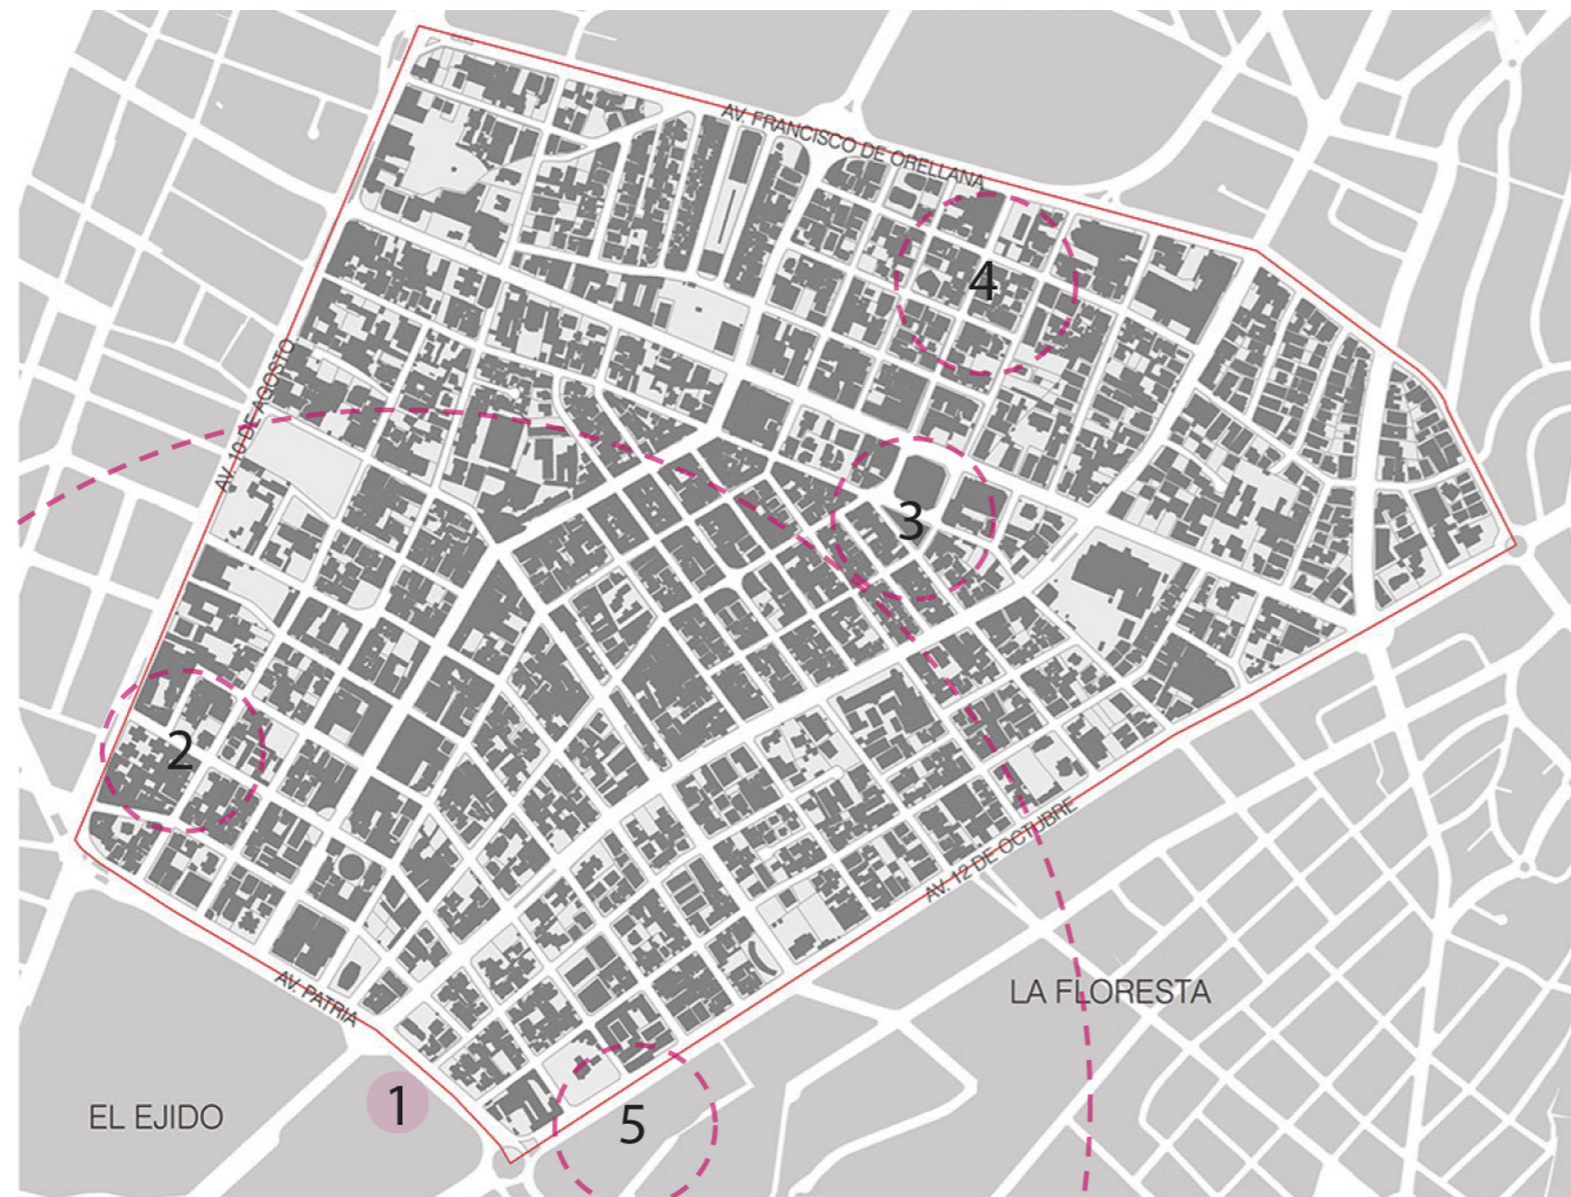 AV. FRANCISCO DE ORELLANA
4
AV. 10 DE AGOSTO
3
2
AV. 12 DE OCTUBRE
LA FLORESTA
AV. PATRIA
1
EL EJIDO
5